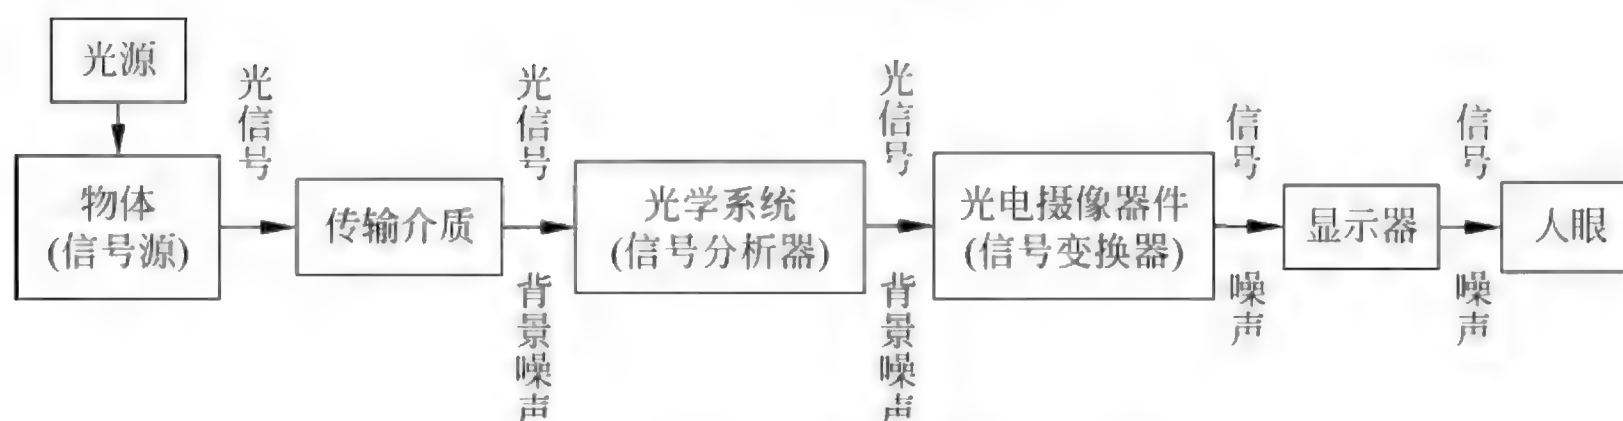 光源
物体
(信号源)
光信号
传输介质
光信号
背景噪声
光学系统
(信号分析器)
光信号
背景噪声
光电摄像器件
(信号变换器)
信号
噪声
显示器
信号
噪声
人眼